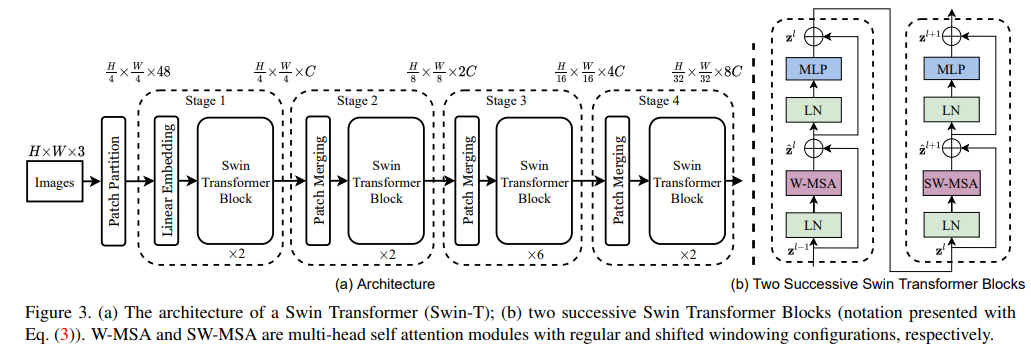 H/4 × W/4 × 48
H/4 × W/4 × C
H/8 × W/8 × 2C
H/16 × W/16 × 4C
H/32 × W/32 × 8C
Stage 1
Stage 2
Stage 3
Stage 4
H×W×3
Images
Patch Partition
Linear Embedding
Swin
Transformer
Block
×2
Patch Merging
Swin
Transformer
Block
×2
Patch Merging
Swin
Transformer
Block
×6
Patch Merging
Swin
Transformer
Block
×2
(a) Architecture
z^l
MLP
LN
ẑ^l
W-MSA
LN
z^{l-1}
z^{l+1}
MLP
LN
ẑ^{l+1}
SW-MSA
LN
z^l
(b) Two Successive Swin Transformer Blocks
Figure 3. (a) The architecture of a Swin Transformer (Swin-T); (b) two successive Swin Transformer Blocks (notation presented with
Eq. (3)). W-MSA and SW-MSA are multi-head self attention modules with regular and shifted windowing configurations, respectively.